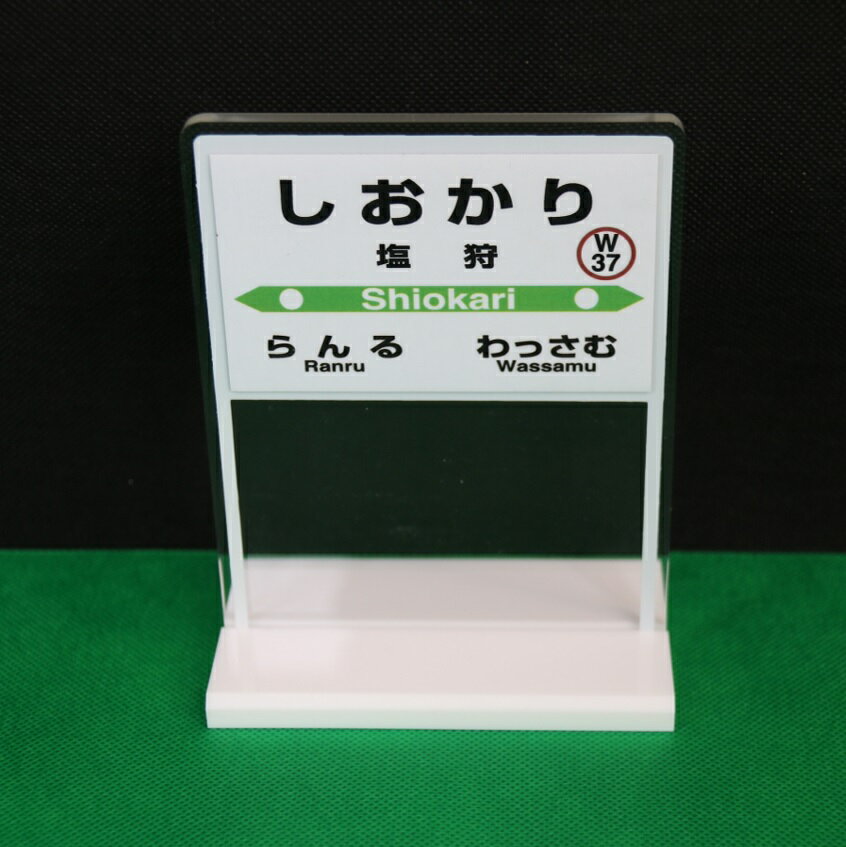 しおかり
塩狩
W
37
Shiokari
らんる
Ranru
わっさむ
Wassamu